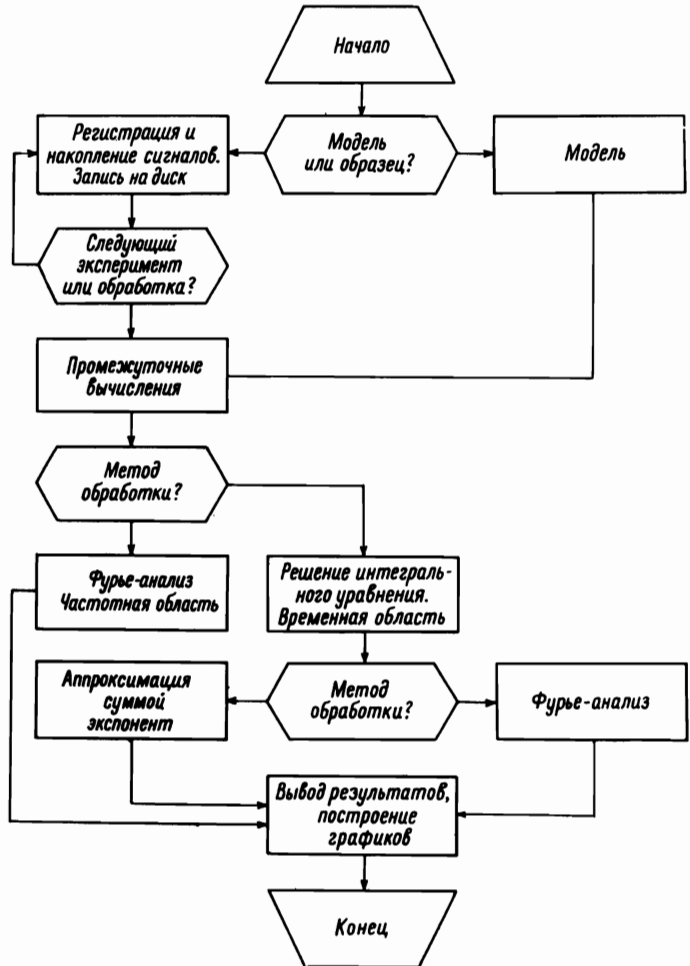 Начало
Регистрация и
накопление сигналов.
Запись на диск
Модель
или образец?
Модель
Следующий
эксперимент
или обработка?
Промежуточные
вычисления
Метод
обработки?
Фурье-анализ
Частотная область
Решение интеграль-
ного уравнения.
Временная область
Аппроксимация
суммой
экспонент
Метод
обработки?
Фурье-анализ
Вывод результатов,
построение
графиков
Конец